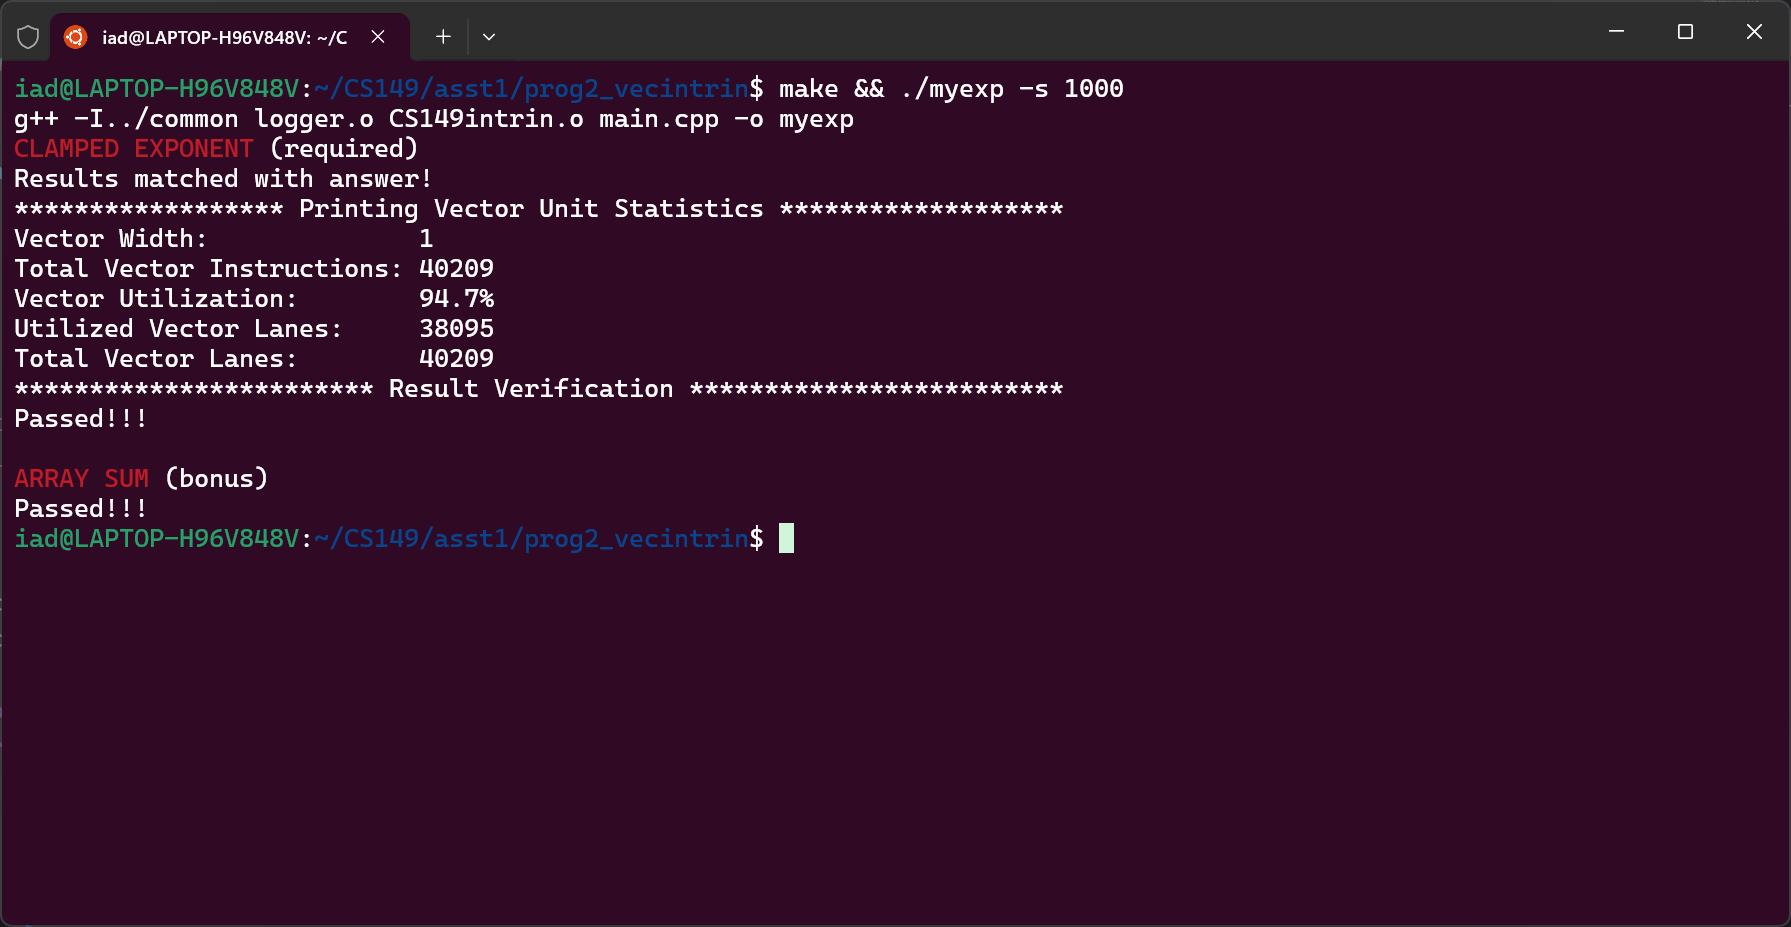 iad@LAPTOP-H96V848V: ~/C
iad@LAPTOP-H96V848V:~/CS149/asst1/prog2_vecintrin$ make && ./myexp -s 1000
g++ -I../common logger.o CS149intrin.o main.cpp -o myexp
CLAMPED EXPONENT (required)
Results matched with answer!
****************** Printing Vector Unit Statistics *******************
Vector Width:              1
Total Vector Instructions: 40209
Vector Utilization:        94.7%
Utilized Vector Lanes:     38095
Total Vector Lanes:        40209
************************ Result Verification *************************
Passed!!!
ARRAY SUM (bonus)
Passed!!!
iad@LAPTOP-H96V848V:~/CS149/asst1/prog2_vecintrin$